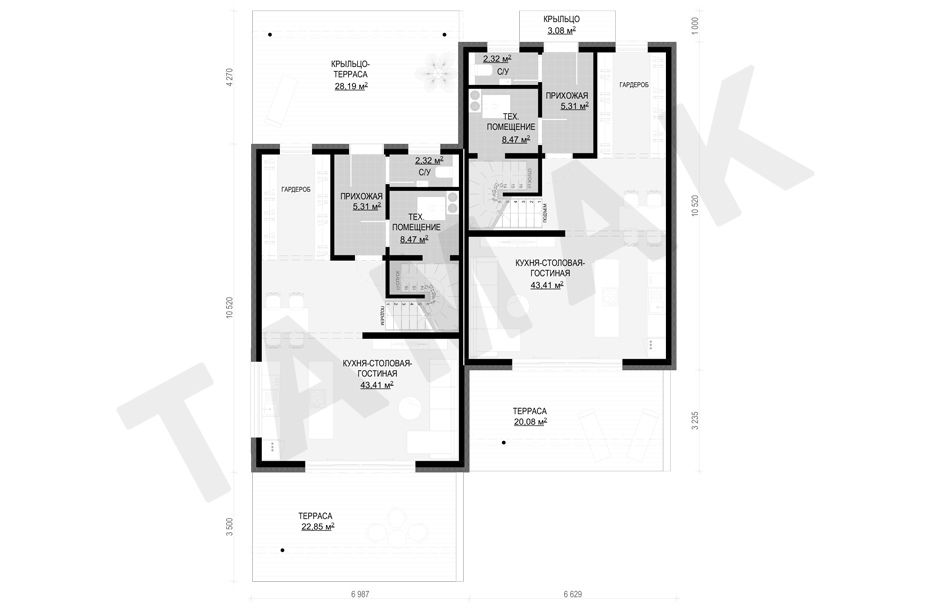 КРЫЛЬЦО
3.08 м²
1 000
КРЫЛЬЦО-
ТЕРРАСА
28.19 м²
4 270
2.32 м²
С/У
ПРИХОЖАЯ
5.31 м²
ГАРДЕРОБ
ТЕХ.
ПОМЕЩЕНИЕ
8.47 м²
ПОДЪЕМ
10 520
КУХНЯ-СТОЛОВАЯ-
ГОСТИНАЯ
43.41 м²
ГАРДЕРОБ
ПРИХОЖАЯ
5.31 м²
2.32 м²
С/У
ТЕХ.
ПОМЕЩЕНИЕ
8.47 м²
ПОДЪЕМ
10 520
КУХНЯ-СТОЛОВАЯ-
ГОСТИНАЯ
43.41 м²
ТЕРРАСА
20.08 м²
3 235
ТЕРРАСА
22.85 м²
3 500
6 987
6 629
ТАМАК